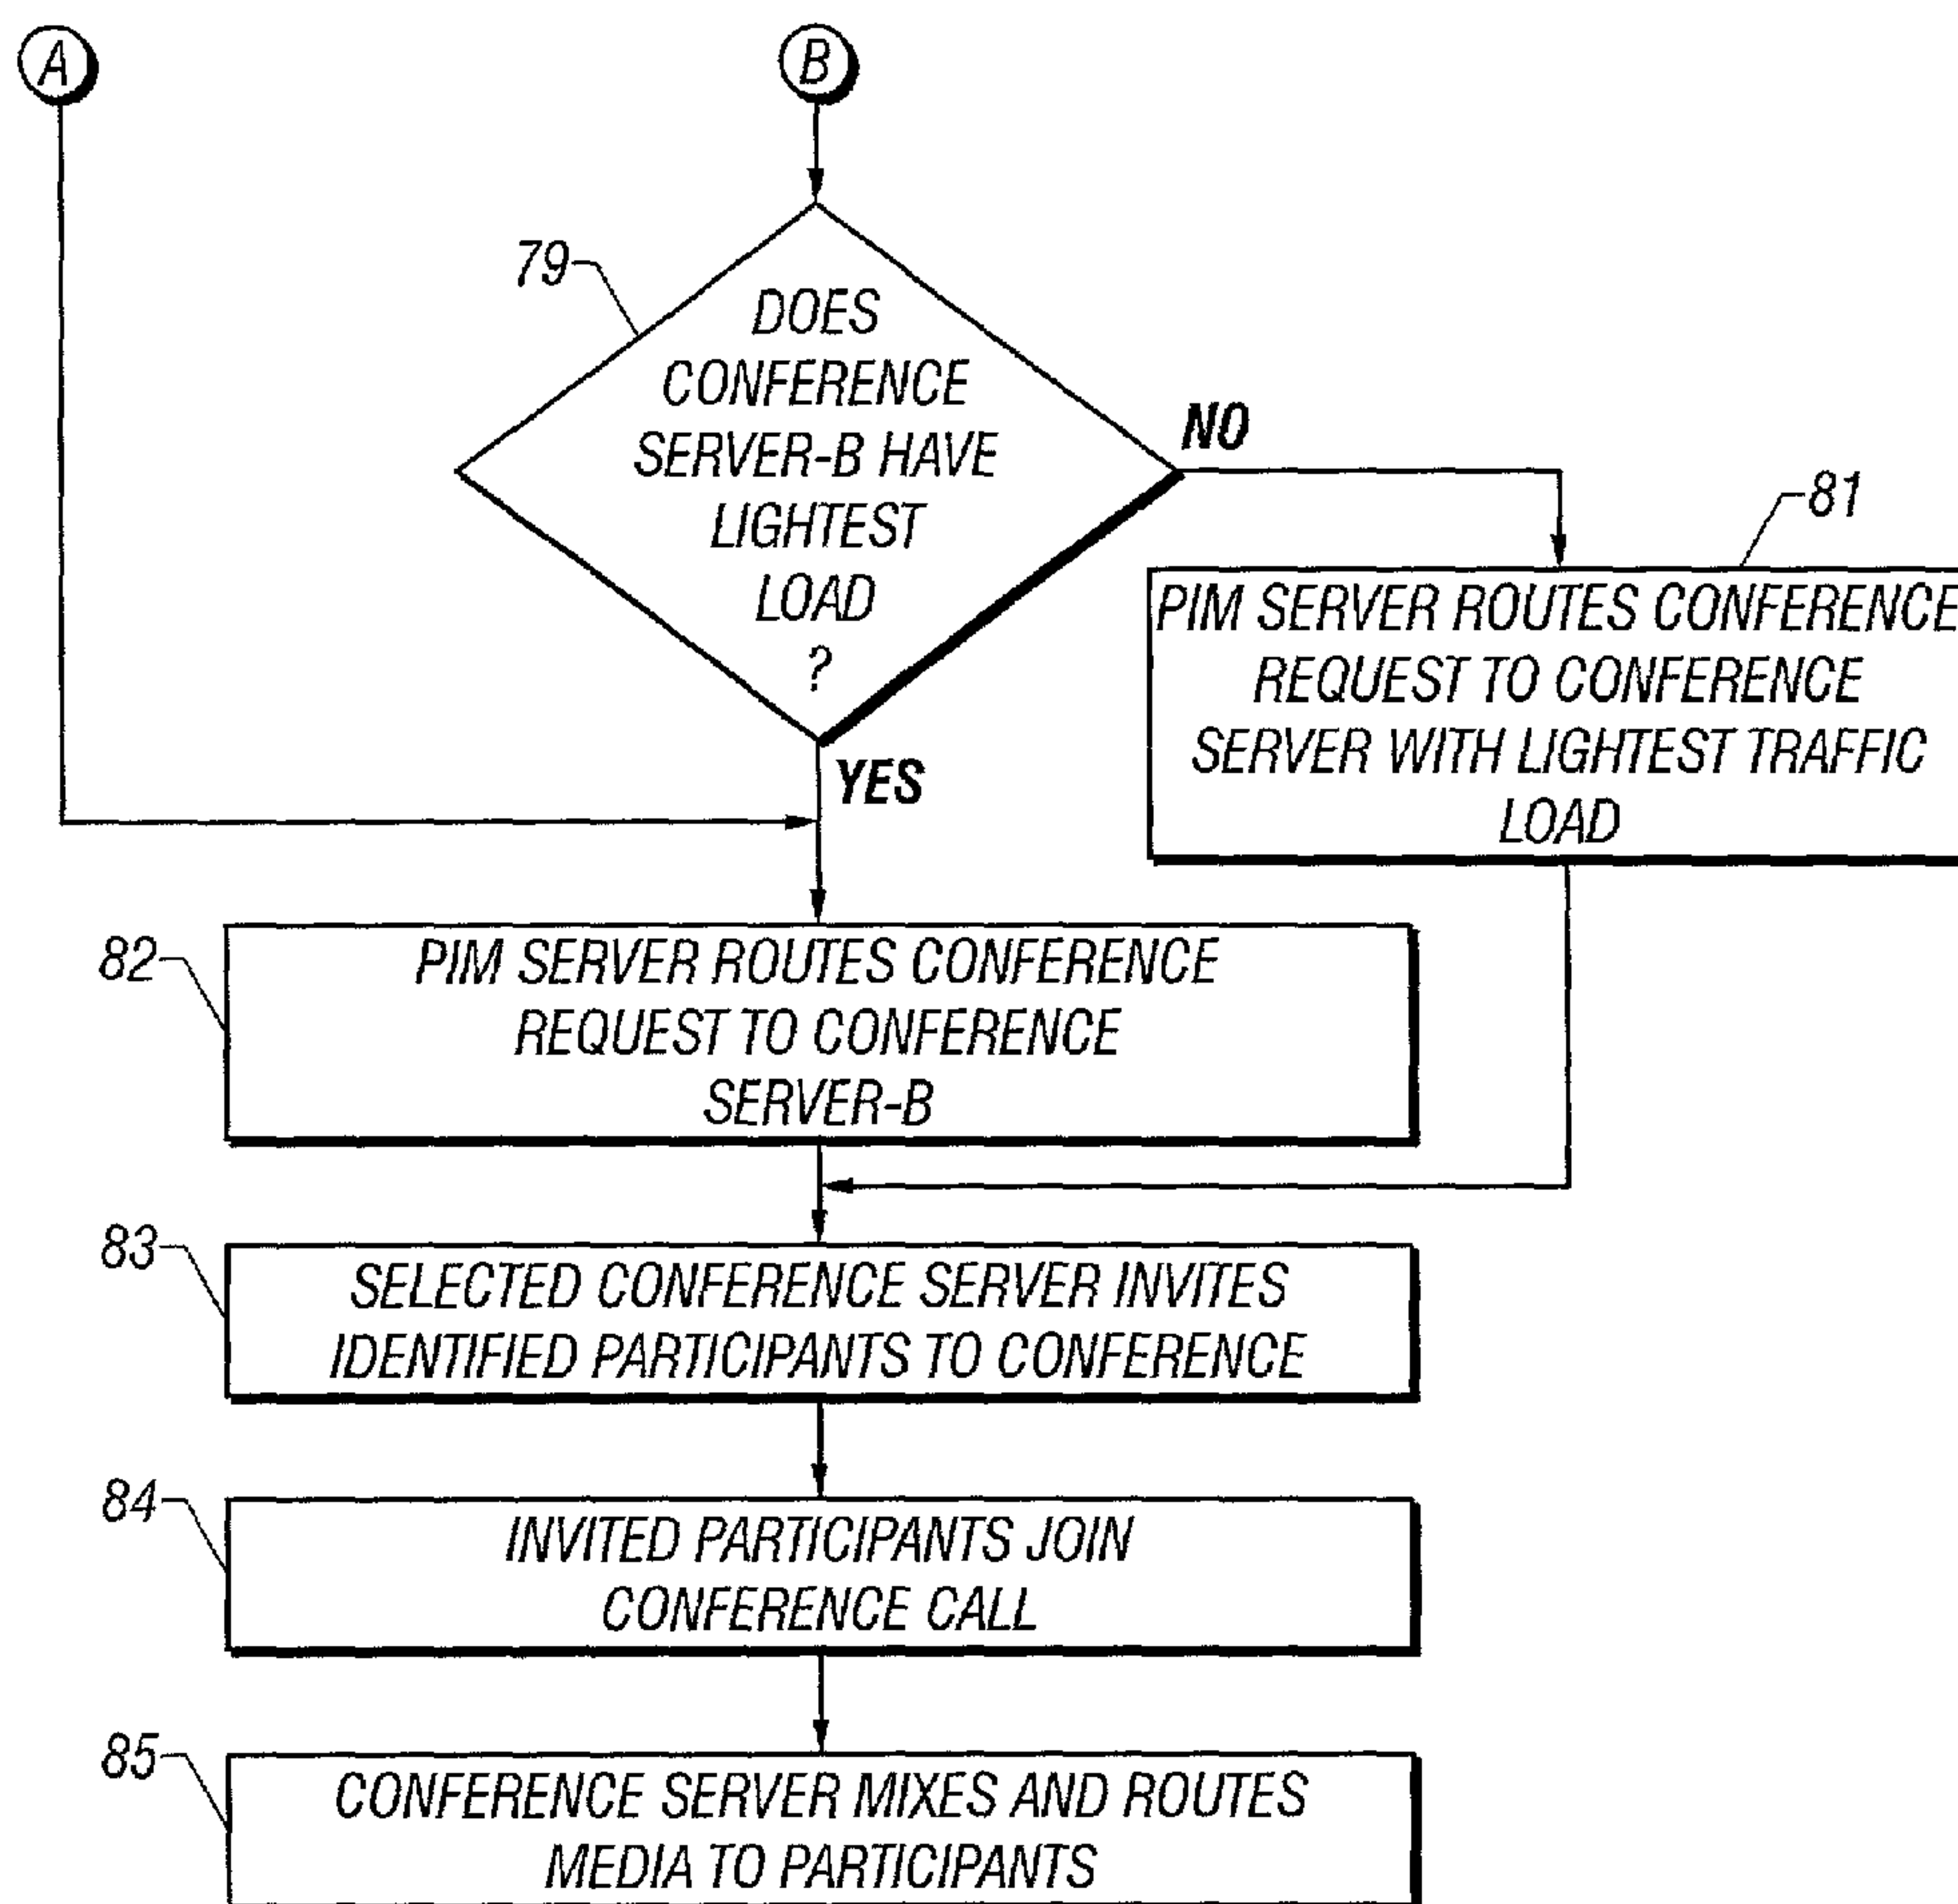 A
B
79
DOES
CONFERENCE
SERVER-B HAVE
LIGHTEST
LOAD
?
NO
YES
81
PIM SERVER ROUTES CONFERENCE
REQUEST TO CONFERENCE
SERVER WITH LIGHTEST TRAFFIC
LOAD
82
PIM SERVER ROUTES CONFERENCE
REQUEST TO CONFERENCE
SERVER-B
83
SELECTED CONFERENCE SERVER INVITES
IDENTIFIED PARTICIPANTS TO CONFERENCE
84
INVITED PARTICIPANTS JOIN
CONFERENCE CALL
85
CONFERENCE SERVER MIXES AND ROUTES
MEDIA TO PARTICIPANTS